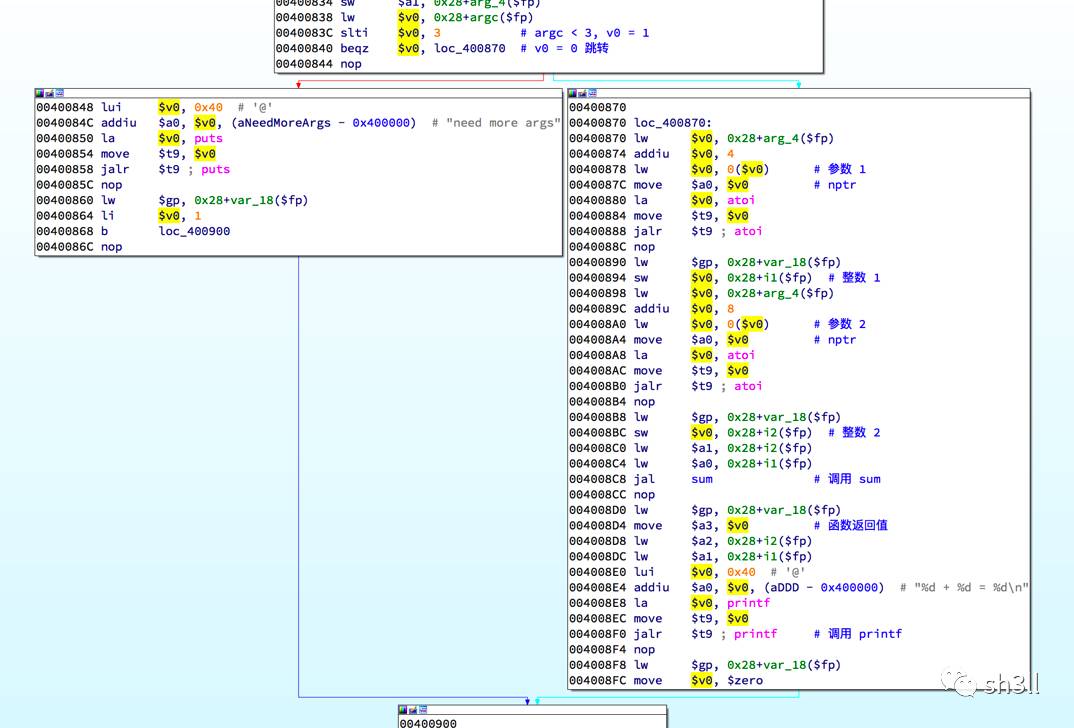 00400834 sw $a1, 0x28+arg_4($fp)
00400838 lw $v0, 0x28+argc($fp)
0040083C slti $v0, 3 # argc < 3, v0 = 1
00400840 beqz $v0, loc_400870 # v0 = 0 跳转
00400844 nop
00400848 lui $v0, 0x40 # '@'
0040084C addiu $a0, $v0, (aNeedMoreArgs - 0x400000) # "need more args"
00400850 la $v0, puts
00400854 move $t9, $v0
00400858 jalr $t9 ; puts
0040085C nop
00400860 lw $gp, 0x28+var_18($fp)
00400864 li $v0, 1
00400868 b loc_400900
0040086C nop
00400870
00400870 loc_400870:
00400870 lw $v0, 0x28+arg_4($fp)
00400874 addiu $v0, 4
00400878 lw $v0, 0($v0) # 参数 1
0040087C move $a0, $v0 # nptr
00400880 la $v0, atoi
00400884 move $t9, $v0
00400888 jalr $t9 ; atoi
0040088C nop
00400890 lw $gp, 0x28+var_18($fp)
00400894 sw $v0, 0x28+i1($fp) # 整数 1
00400898 lw $v0, 0x28+arg_4($fp)
0040089C addiu $v0, 8
004008A0 lw $v0, 0($v0) # 参数 2
004008A4 move $a0, $v0 # nptr
004008A8 la $v0, atoi
004008AC move $t9, $v0
004008B0 jalr $t9 ; atoi
004008B4 nop
004008B8 lw $gp, 0x28+var_18($fp)
004008BC sw $v0, 0x28+i2($fp) # 整数 2
004008C0 lw $a1, 0x28+i2($fp)
004008C4 lw $a0, 0x28+i1($fp)
004008C8 jal sum # 调用 sum
004008CC nop
004008D0 lw $gp, 0x28+var_18($fp)
004008D4 move $a3, $v0 # 函数返回值
004008D8 lw $a2, 0x28+i2($fp)
004008DC lw $a1, 0x28+i1($fp)
004008E0 lui $v0, 0x40 # '@'
004008E4 addiu $a0, $v0, (aDDD - 0x400000) # "%d + %d = %d\n"
004008E8 la $v0, printf
004008EC move $t9, $v0
004008F0 jalr $t9 ; printf # 调用 printf
004008F4 nop
004008F8 lw $gp, 0x28+var_18($fp)
004008FC move $v0, $zero
sh3ll
00400900